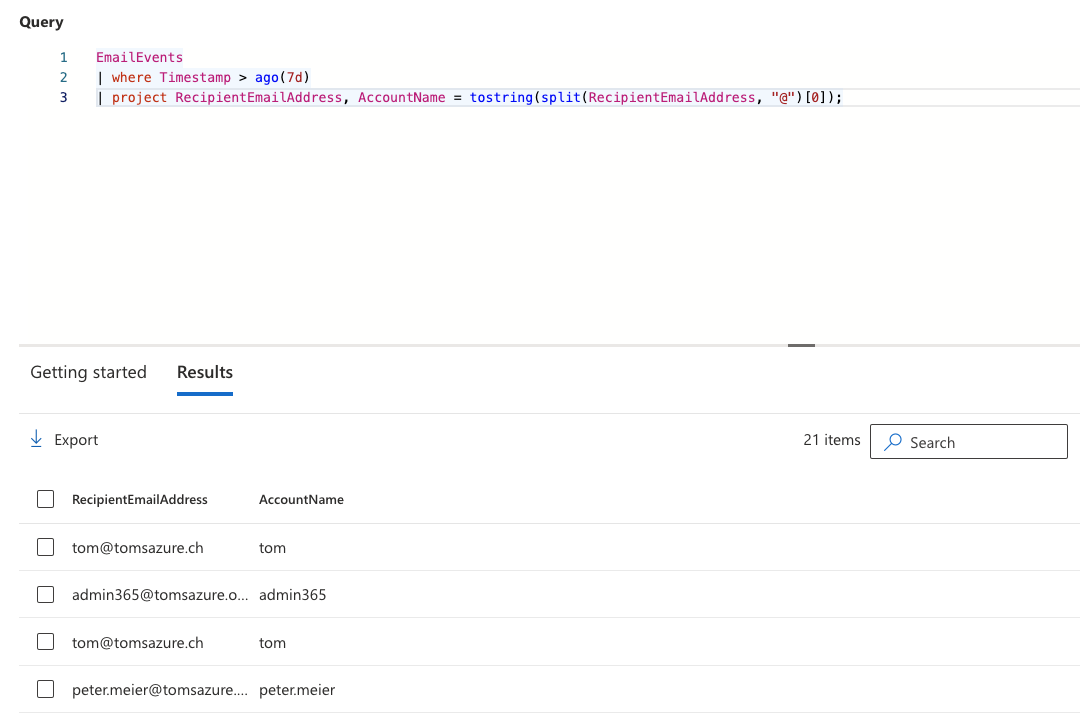 Query
1 EmailEvents
2 | where Timestamp > ago(7d)
3 | project RecipientEmailAddress, AccountName = tostring(split(RecipientEmailAddress, "@")[0]);
Getting started Results
Export 21 items Search
RecipientEmailAddress AccountName
tom@tomsazure.ch tom
admin365@tomsazure.o... admin365
tom@tomsazure.ch tom
peter.meier@tomsazure.... peter.meier